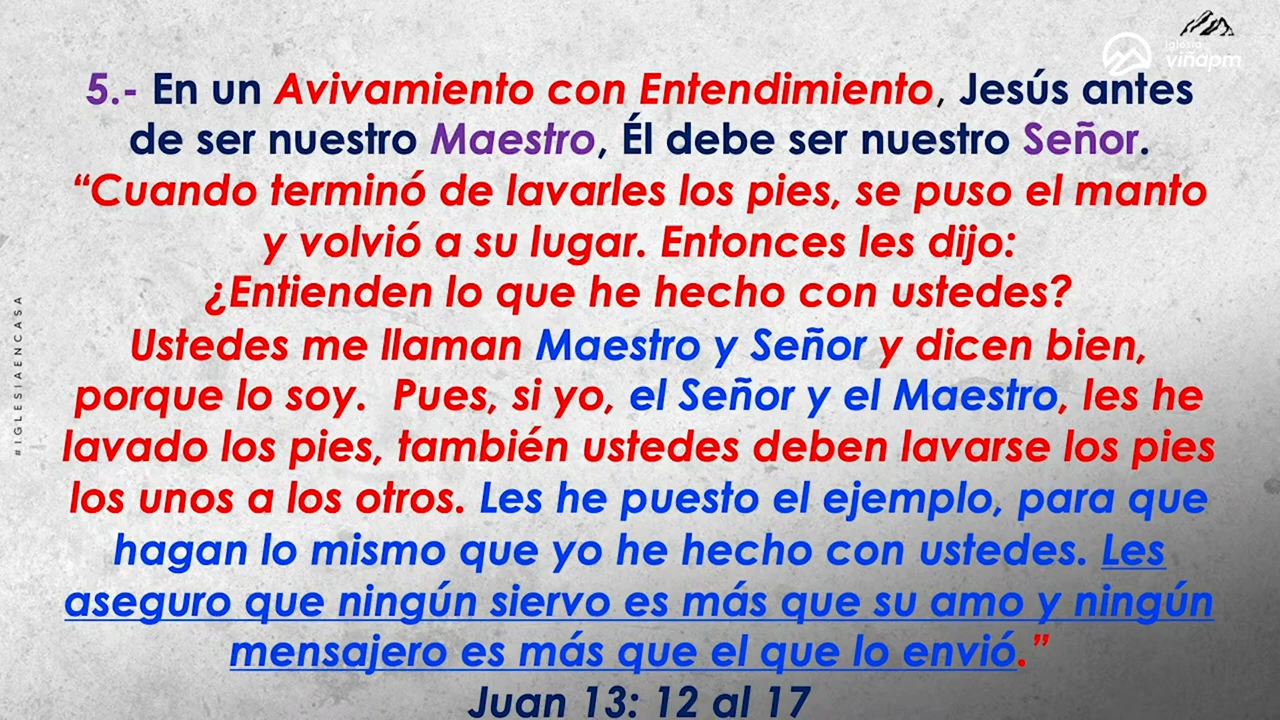 iglesia
viñapm
5.- En un Avivamiento con Entendimiento, Jesús antes
de ser nuestro Maestro, Él debe ser nuestro Señor.
“Cuando terminó de lavarles los pies, se puso el manto
y volvió a su lugar. Entonces les dijo:
¿Entienden lo que he hecho con ustedes?
Ustedes me llaman Maestro y Señor y dicen bien,
porque lo soy.  Pues, si yo, el Señor y el Maestro, les he
lavado los pies, también ustedes deben lavarse los pies
los unos a los otros. Les he puesto el ejemplo, para que
hagan lo mismo que yo he hecho con ustedes. Les
aseguro que ningún siervo es más que su amo y ningún
mensajero es más que el que lo envió.”
Juan 13: 12 al 17
#IGLESIAENCASA